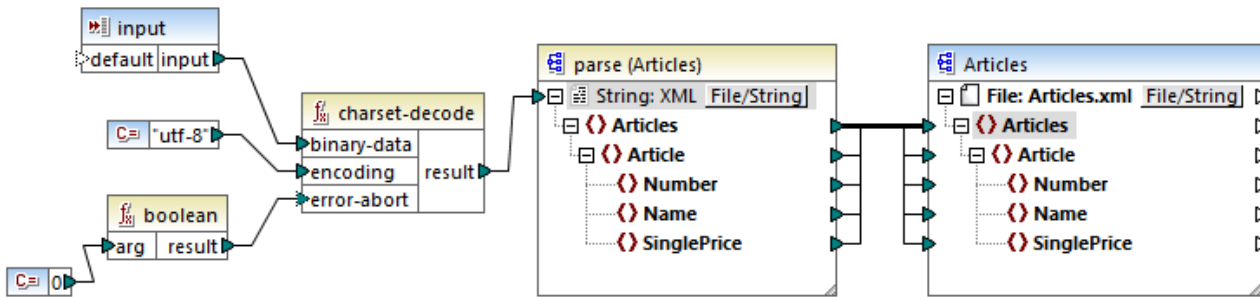 input
default input
C= "utf-8"
boolean
arg result
C= 0
charset-decode
binary-data
encoding
result
error-abort
parse (Articles)
String: XML File/String
Articles
Article
Number
Name
SinglePrice
Articles
File: Articles.xml File/String
Articles
Article
Number
Name
SinglePrice